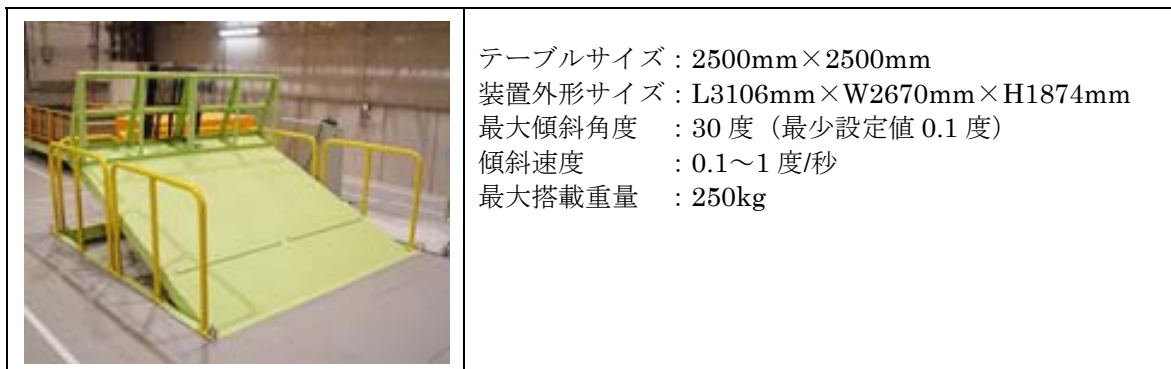 テーブルサイズ：2500mm×2500mm
装置外形サイズ：L3106mm×W2670mm×H1874mm
最大傾斜角度　：30 度（最少設定値 0.1 度）
傾斜速度　　　：0.1～1 度/秒
最大搭載重量　：250kg